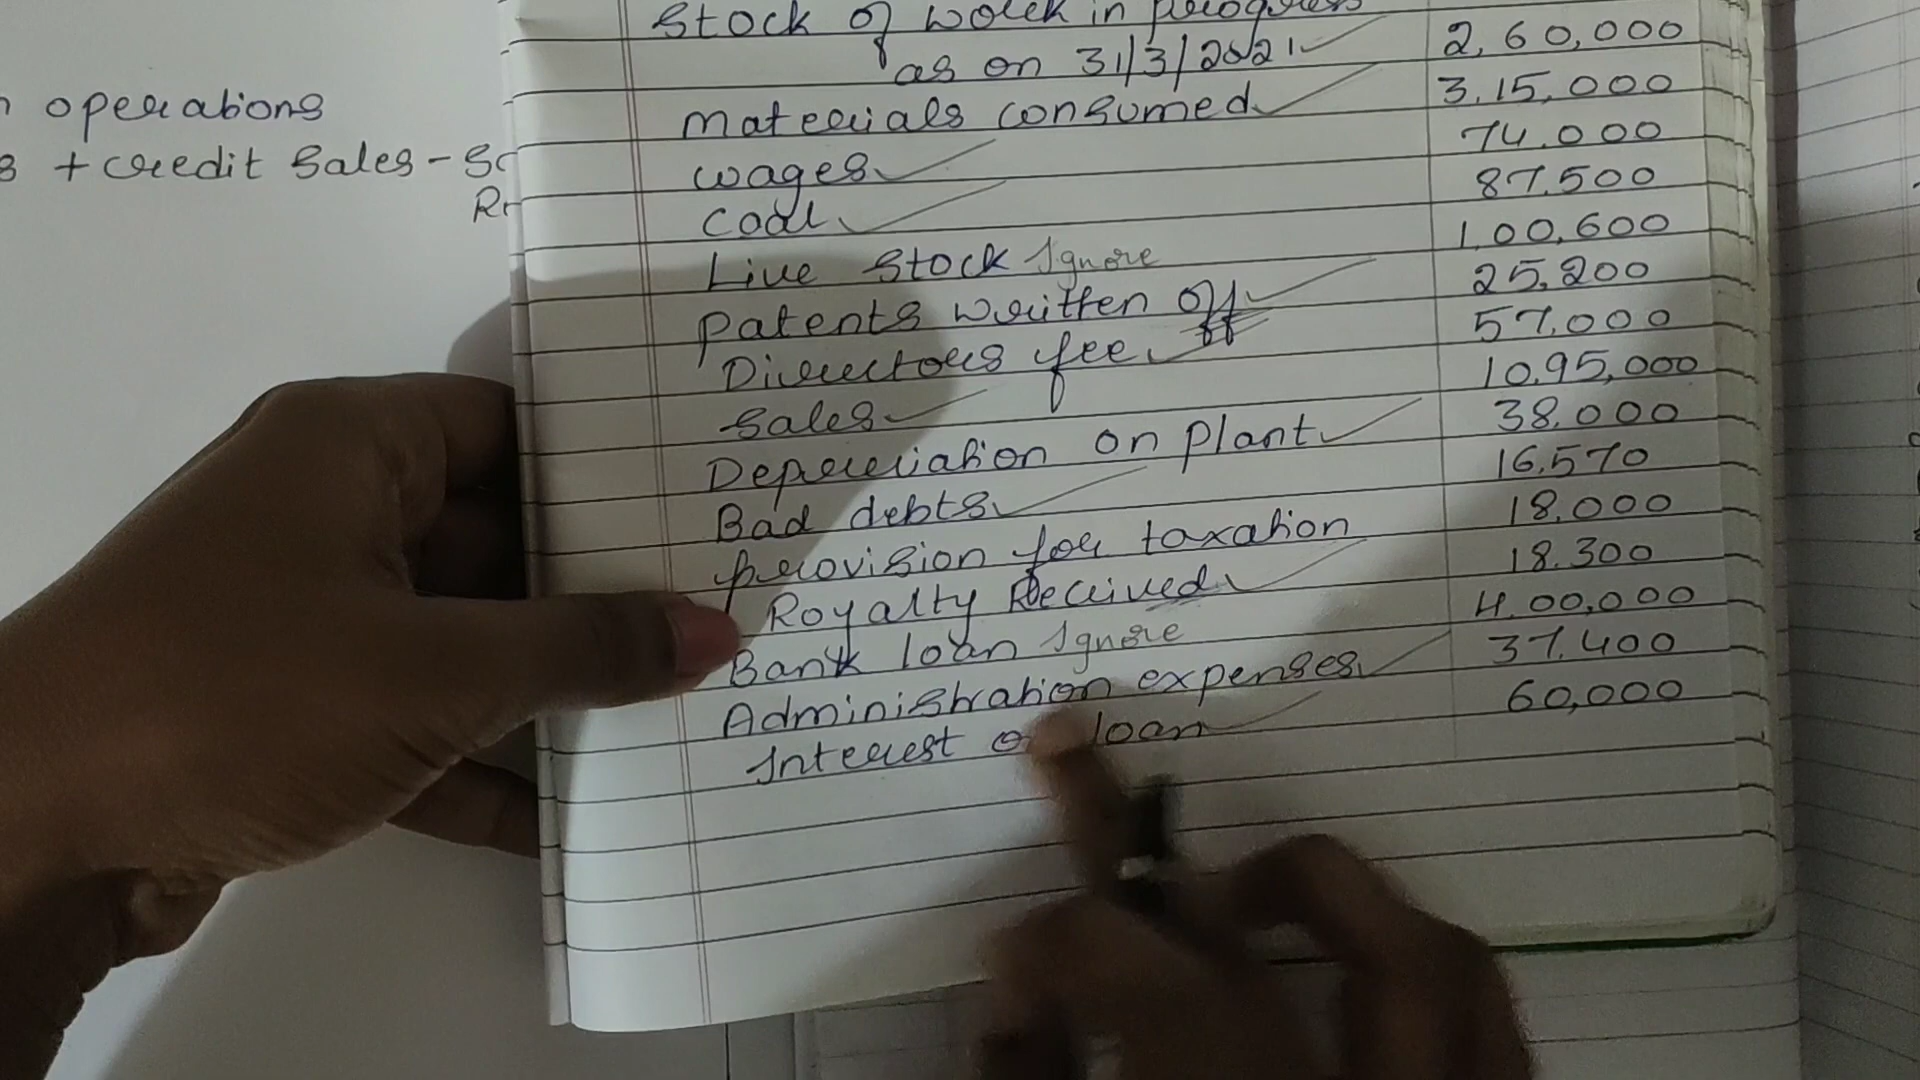 operations
+ credit sales - 
Stock of work in progress
as on 31/3/2021 2,60,000
Materials consumed 3,15,000
Wages 74,000
Coal 87,500
Live Stock Ignore 1,00,600
Patents written off 25,200
Directors fee 57,000
Sales 10,95,000
Depreciation on plant 38,000
Bad debts 16,570
Provision for taxation 18,000
Royalty Received 18,300
Bank loan Ignore 4,00,000
Administration expenses 37,400
Interest loan 60,000